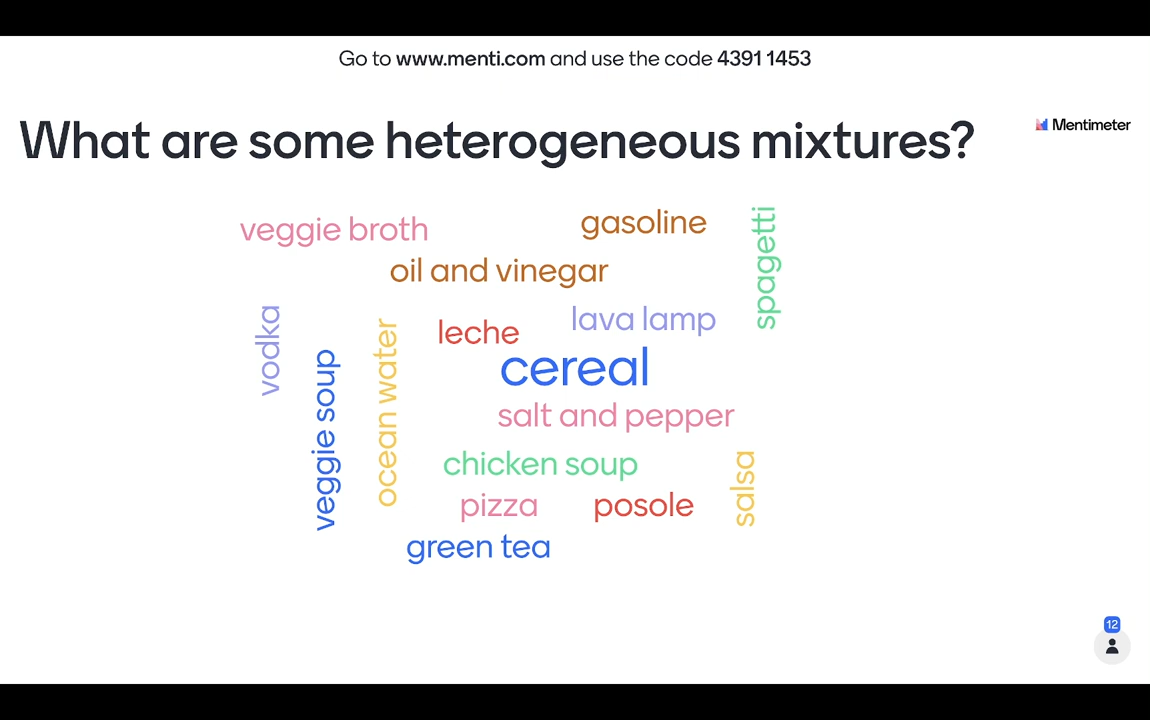 Go to www.menti.com and use the code 4391 1453
What are some heterogeneous mixtures?
Mentimeter
veggie broth
gasoline
spagetti
oil and vinegar
vodka
lava lamp
leche
ocean water
veggie soup
cereal
salt and pepper
chicken soup
salsa
pizza
posole
green tea
12